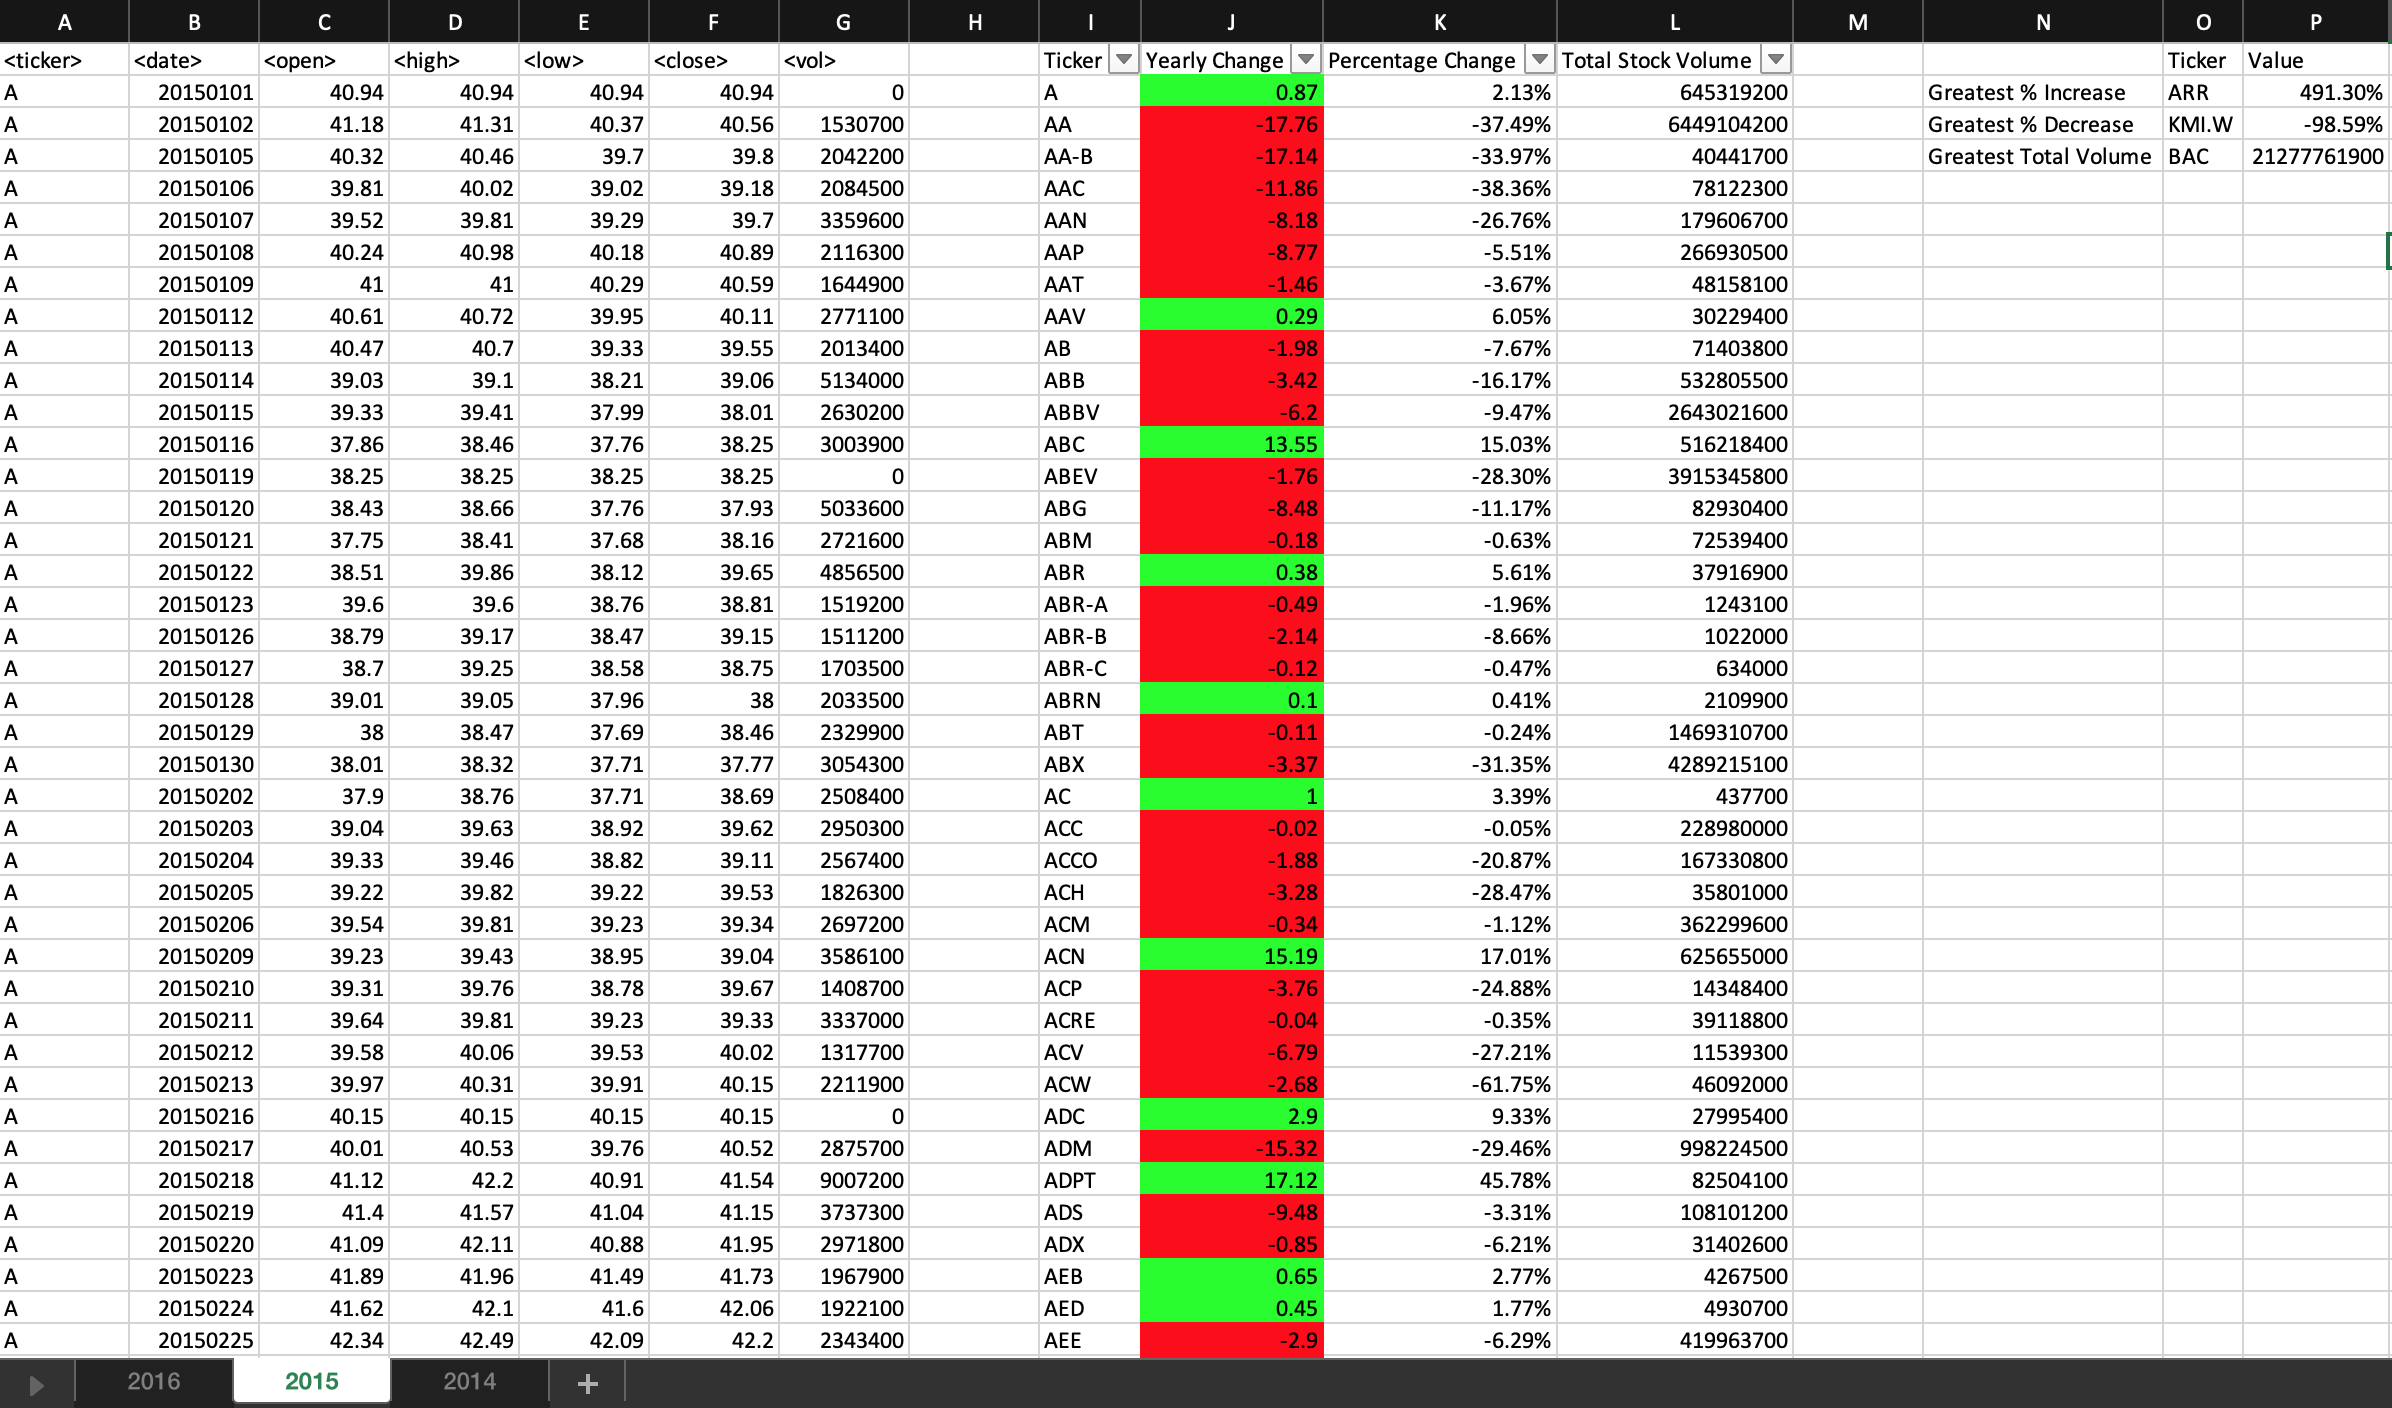 A B C D E F G H I J K L M N O P
<ticker> <date> <open> <high> <low> <close> <vol> Ticker Yearly Change Percentage Change Total Stock Volume Ticker Value
A 20150101 40.94 40.94 40.94 40.94 0 A 0.87 2.13% 645319200 Greatest % Increase ARR 491.30%
A 20150102 41.18 41.31 40.37 40.56 1530700 AA -17.76 -37.49% 6449104200 Greatest % Decrease KMI.W -98.59%
A 20150105 40.32 40.46 39.7 39.8 2042200 AA-B -17.14 -33.97% 40441700 Greatest Total Volume BAC 21277761900
A 20150106 39.81 40.02 39.02 39.18 2084500 AAC -11.86 -38.36% 78122300
A 20150107 39.52 39.81 39.29 39.7 3359600 AAN -8.18 -26.76% 179606700
A 20150108 40.24 40.98 40.18 40.89 2116300 AAP -8.77 -5.51% 266930500
A 20150109 41 41 40.29 40.59 1644900 AAT -1.46 -3.67% 48158100
A 20150112 40.61 40.72 39.95 40.11 2771100 AAV 0.29 6.05% 30229400
A 20150113 40.47 40.7 39.33 39.55 2013400 AB -1.98 -7.67% 71403800
A 20150114 39.03 39.1 38.21 39.06 5134000 ABB -3.42 -16.17% 532805500
A 20150115 39.33 39.41 37.99 38.01 2630200 ABBV -6.2 -9.47% 2643021600
A 20150116 37.86 38.46 37.76 38.25 3003900 ABC 13.55 15.03% 516218400
A 20150119 38.25 38.25 38.25 38.25 0 ABEV -1.76 -28.30% 3915345800
A 20150120 38.43 38.66 37.76 37.93 5033600 ABG -8.48 -11.17% 82930400
A 20150121 37.75 38.41 37.68 38.16 2721600 ABM -0.18 -0.63% 72539400
A 20150122 38.51 39.86 38.12 39.65 4856500 ABR 0.38 5.61% 37916900
A 20150123 39.6 39.6 38.76 38.81 1519200 ABR-A -0.49 -1.96% 1243100
A 20150126 38.79 39.17 38.47 39.15 1511200 ABR-B -2.14 -8.66% 1022000
A 20150127 38.7 39.25 38.58 38.75 1703500 ABR-C -0.12 -0.47% 634000
A 20150128 39.01 39.05 37.96 38 2033500 ABRN 0.1 0.41% 2109900
A 20150129 38 38.47 37.69 38.46 2329900 ABT -0.11 -0.24% 1469310700
A 20150130 38.01 38.32 37.71 37.77 3054300 ABX -3.37 -31.35% 4289215100
A 20150202 37.9 38.76 37.71 38.69 2508400 AC 1 3.39% 437700
A 20150203 39.04 39.63 38.92 39.62 2950300 ACC -0.02 -0.05% 228980000
A 20150204 39.33 39.46 38.82 39.11 2567400 ACCO -1.88 -20.87% 167330800
A 20150205 39.22 39.82 39.22 39.53 1826300 ACH -3.28 -28.47% 35801000
A 20150206 39.54 39.81 39.23 39.34 2697200 ACM -0.34 -1.12% 362299600
A 20150209 39.23 39.43 38.95 39.04 3586100 ACN 15.19 17.01% 625655000
A 20150210 39.31 39.76 38.78 39.67 1408700 ACP -3.76 -24.88% 14348400
A 20150211 39.64 39.81 39.23 39.33 3337000 ACRE -0.04 -0.35% 39118800
A 20150212 39.58 40.06 39.53 40.02 1317700 ACV -6.79 -27.21% 11539300
A 20150213 39.97 40.31 39.91 40.15 2211900 ACW -2.68 -61.75% 46092000
A 20150216 40.15 40.15 40.15 40.15 0 ADC 2.9 9.33% 27995400
A 20150217 40.01 40.53 39.76 40.52 2875700 ADM -15.32 -29.46% 998224500
A 20150218 41.12 42.2 40.91 41.54 9007200 ADPT 17.12 45.78% 82504100
A 20150219 41.4 41.57 41.04 41.15 3737300 ADS -9.48 -3.31% 108101200
A 20150220 41.09 42.11 40.88 41.95 2971800 ADX -0.85 -6.21% 31402600
A 20150223 41.89 41.96 41.49 41.73 1967900 AEB 0.65 2.77% 4267500
A 20150224 41.62 42.1 41.6 42.06 1922100 AED 0.45 1.77% 4930700
A 20150225 42.34 42.49 42.09 42.2 2343400 AEE -2.9 -6.29% 419963700
2016 2015 2014 +